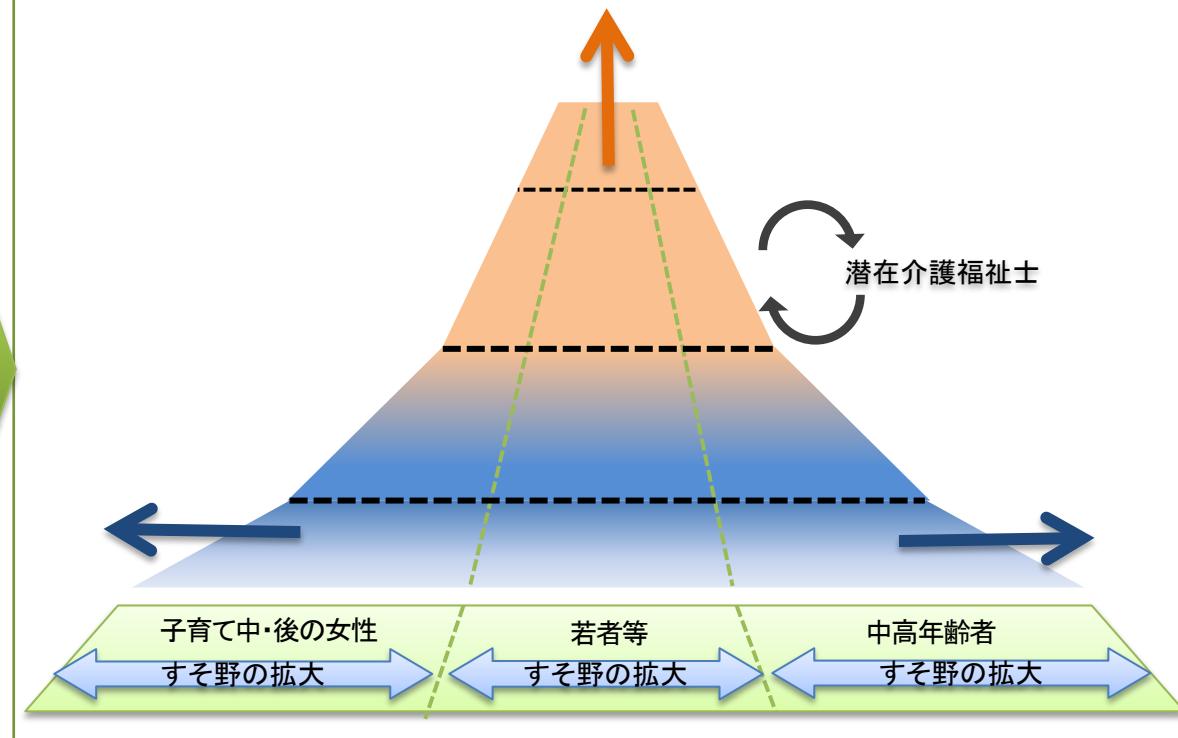 潜在介護福祉士
子育て中・後の女性
若者等
中高年齢者
すそ野の拡大
すそ野の拡大
すそ野の拡大